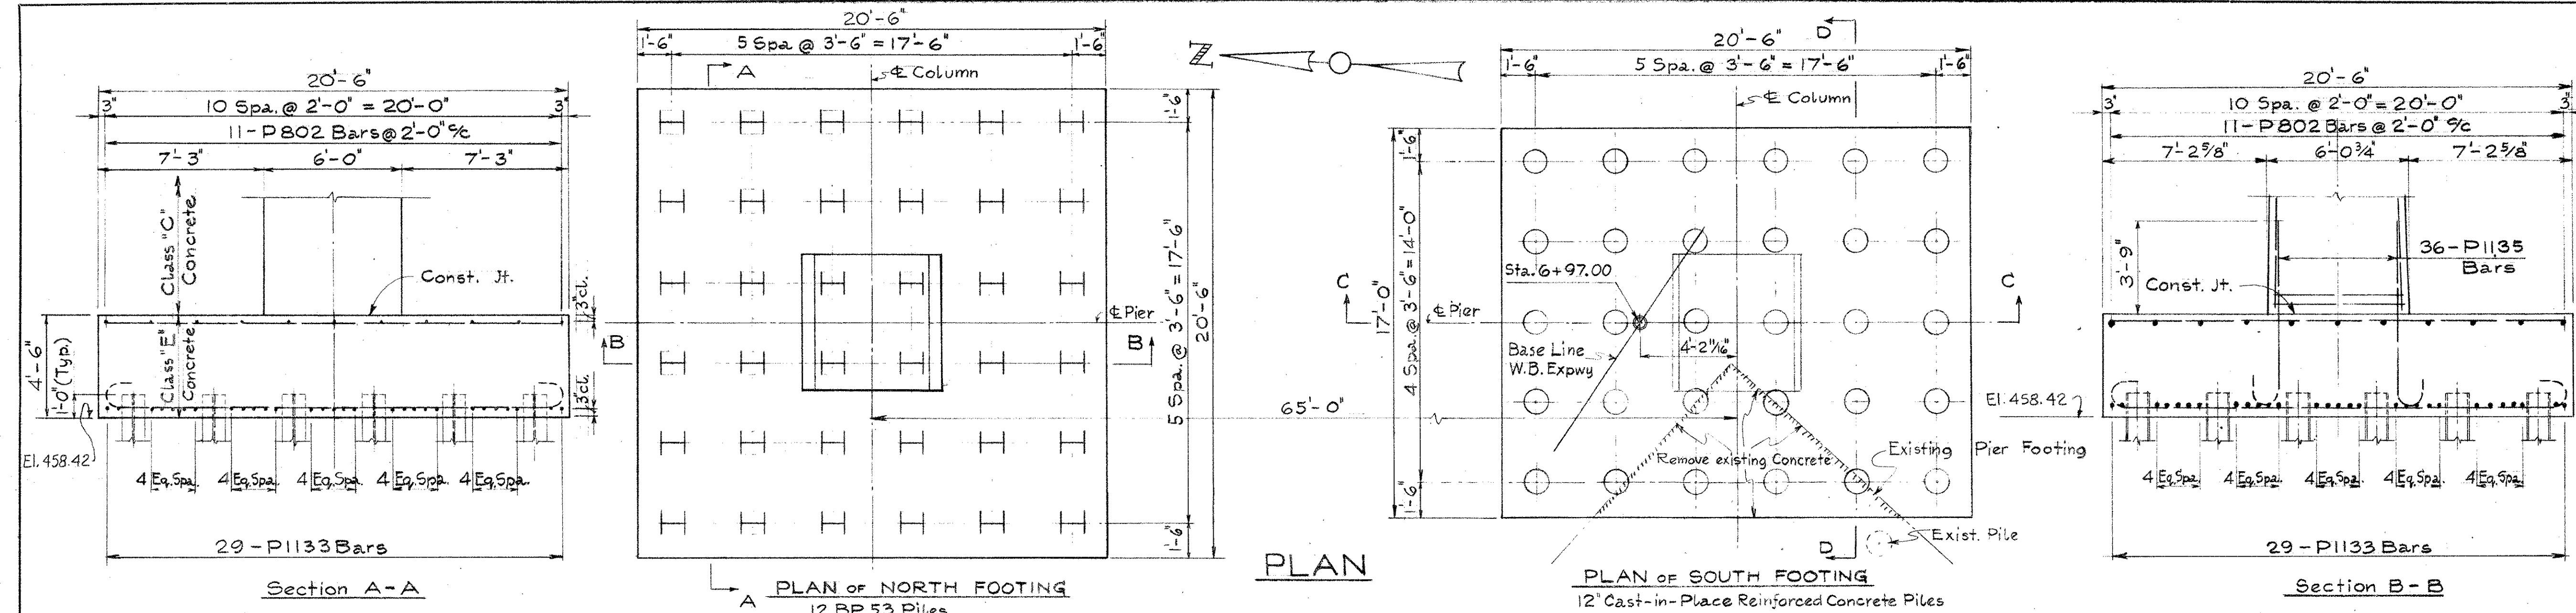 20'-6"
10 Spa. @ 2'-0" = 20'-0"
3"
3"
11-P802 Bars @ 2'-0" c/c
7'-3"
6'-0"
7'-3"
Class "C"
Concrete
Const. Jt.
3"cl.
4'-6"
1'-0" (Typ.)
Class "E"
Concrete
3"cl.
El. 458.42
4 Eq. Spa.
4 Eq. Spa.
4 Eq. Spa.
4 Eq. Spa.
4 Eq. Spa.
29-P1133 Bars
Section A-A
20'-6"
1'-6"
5 Spa @ 3'-6" = 17'-6"
1'-6"
A
℄ Column
1'-6"
5 Spa. @ 3'-6" = 17'-6"
20'-6"
℄ Pier
B
B
1'-6"
A
PLAN OF NORTH FOOTING
12 BP 53 Piles
N
65'-0"
PLAN
20'-6"
D
1'-6"
5 Spa. @ 3'-6" = 17'-6"
1'-6"
℄ Column
1'-6"
17'-0"
4 Spa. @ 3'-6" = 14'-0"
1'-6"
C
C
Sta. 6+97.00
℄ Pier
4'-2 11/16"
Base Line
W.B. Expwy
Remove existing Concrete
Existing Pier Footing
Exist. Pile
D
PLAN OF SOUTH FOOTING
12" Cast-in-Place Reinforced Concrete Piles
20'-6"
3"
10 Spa. @ 2'-0" = 20'-0"
3"
11-P802 Bars @ 2'-0" c/c
7'-2 5/8"
6'-0 3/4"
7'-2 5/8"
3'-9"
36-P1135
Bars
Const. Jt.
El. 458.42
4 Eq. Spa.
4 Eq. Spa.
4 Eq. Spa.
4 Eq. Spa.
4 Eq. Spa.
29-P1133 Bars
Section B-B